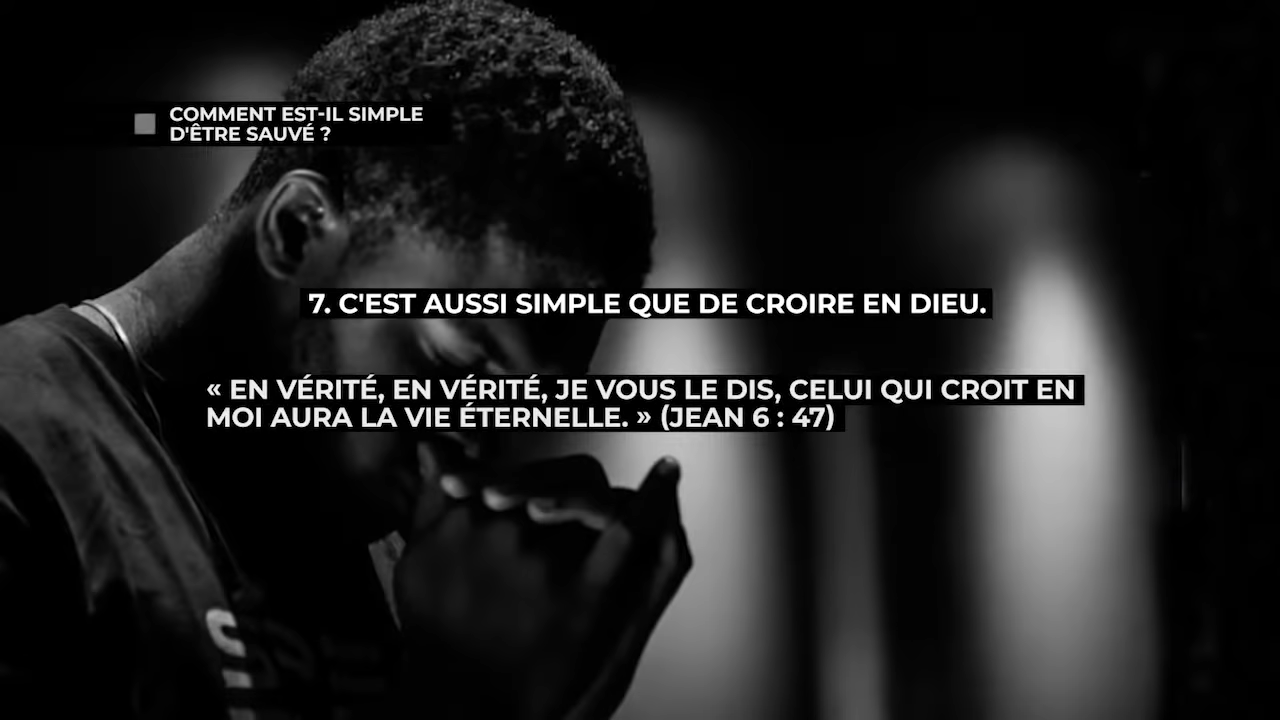 COMMENT EST-IL SIMPLE
D'ÊTRE SAUVÉ ?
7. C'EST AUSSI SIMPLE QUE DE CROIRE EN DIEU.
« EN VÉRITÉ, EN VÉRITÉ, JE VOUS LE DIS, CELUI QUI CROIT EN
MOI AURA LA VIE ÉTERNELLE. » (JEAN 6 : 47)